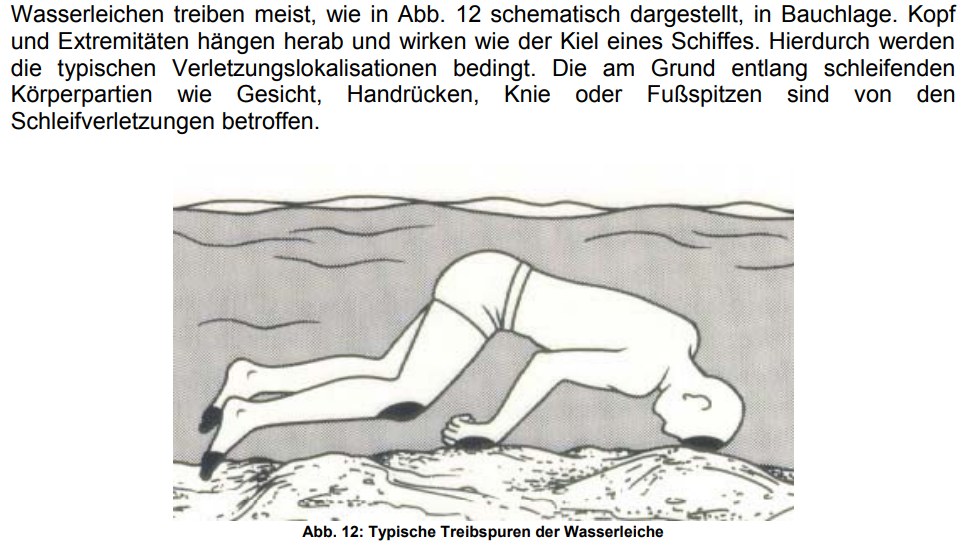 Wasserleichen treiben meist, wie in Abb. 12 schematisch dargestellt, in Bauchlage. Kopf
und Extremitäten hängen herab und wirken wie der Kiel eines Schiffes. Hierdurch werden
die typischen Verletzungslokalisationen bedingt. Die am Grund entlang schleifenden
Körperpartien wie Gesicht, Handrücken, Knie oder Fußspitzen sind von den
Schleifverletzungen betroffen.
Abb. 12: Typische Treibspuren der Wasserleiche